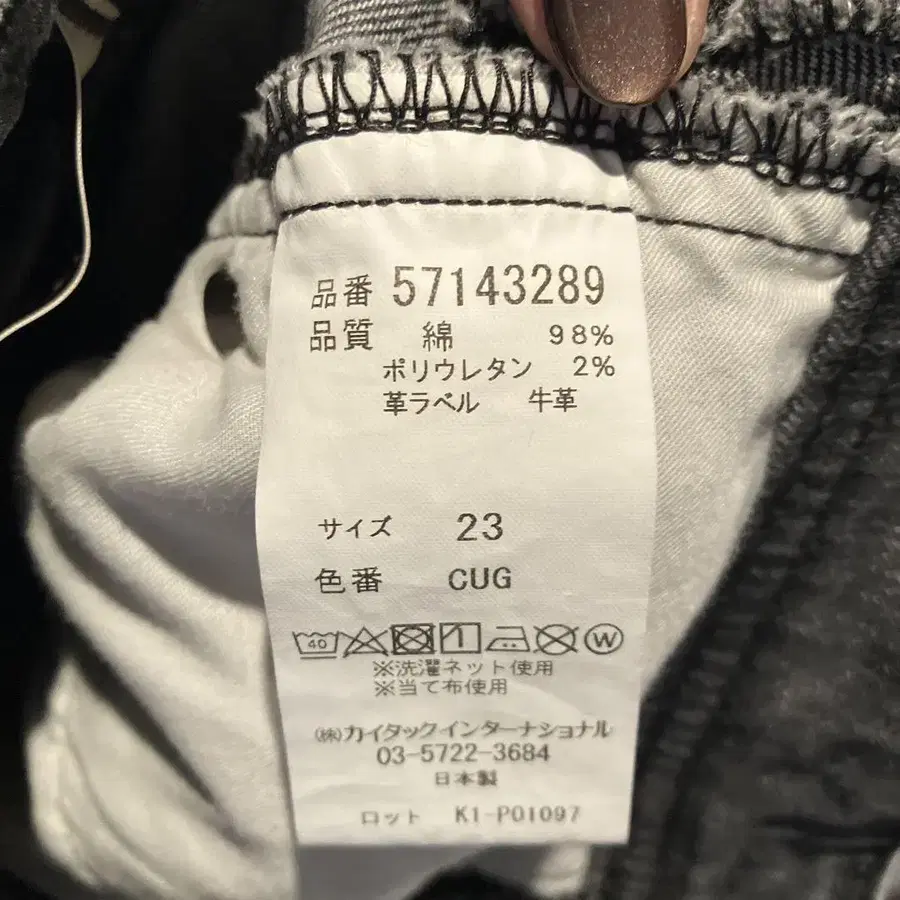 品番 57143289
品質 綿 98%
ポリウレタン 2%
革ラベル 牛革
サイズ 23
色番 CUG
40 W
※洗濯ネット使用
※当て布使用
㈱カイタックインターナショナル
03-5722-3684
日本製
ロット K1-P01097